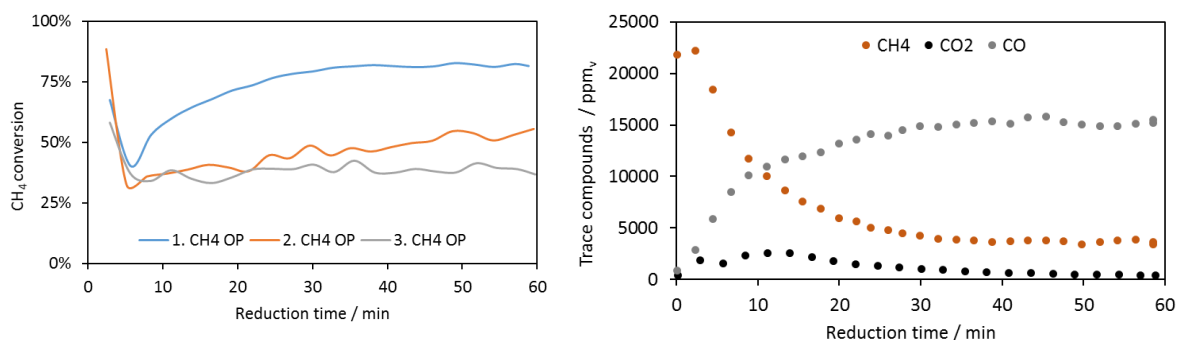 100%
75%
50%
25%
0%
CH₄ conversion
1. CH4 OP
2. CH4 OP
3. CH4 OP
0 10 20 30 40 50 60
Reduction time / min
25000
20000
15000
10000
5000
0
Trace compounds / ppmᵥ
CH4
CO2
CO
0 10 20 30 40 50 60
Reduction time / min